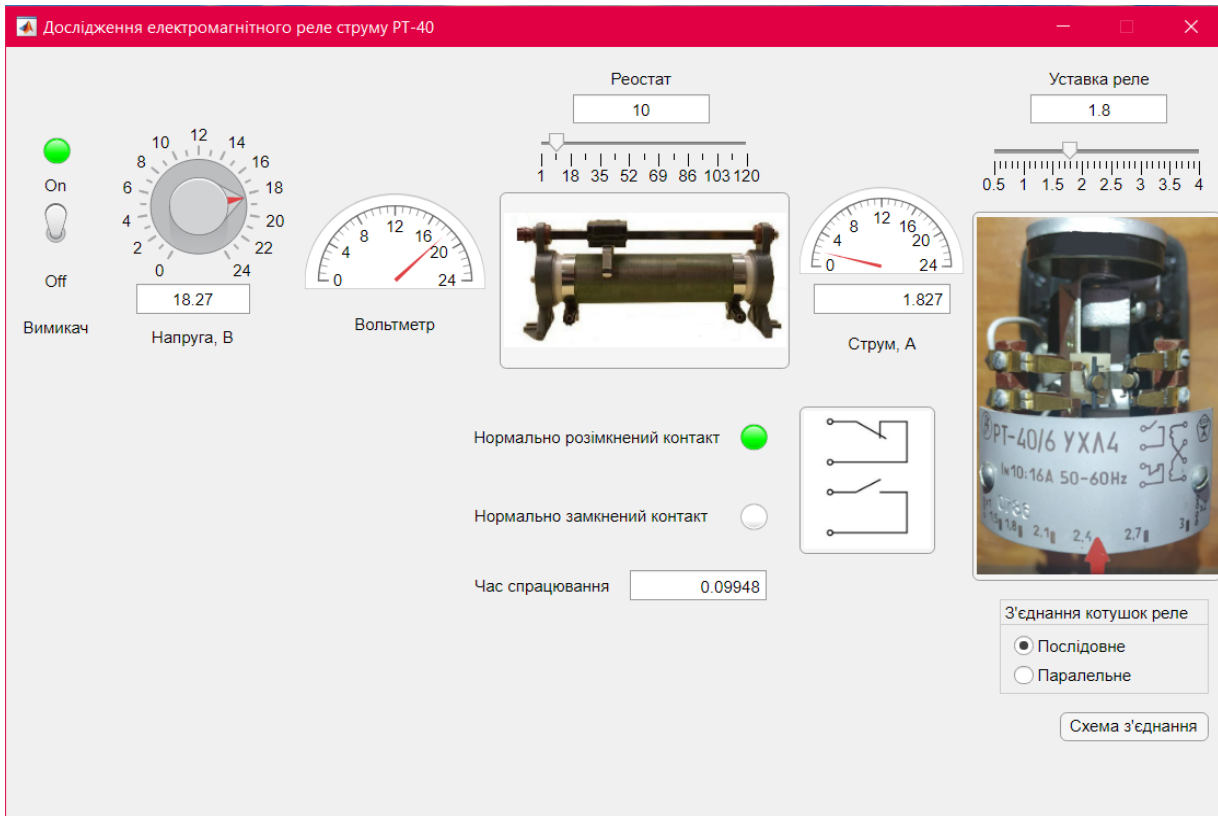 Дослідження електромагнітного реле струму РТ-40
Реостат
10
1 18 35 52 69 86 103 120
Уставка реле
1.8
0.5 1 1.5 2 2.5 3 3.5 4
On
Off
Вимикач
0 2 4 6 8 10 12 14 16 18 20 22 24
18.27
Напруга, В
0 4 8 12 16 20 24
Вольтметр
0 4 8 12 16 20 24
1.827
Струм, А
РТ-40/6 УХЛ4
Iн10:16А 50-60Hz
1,8 2,1 2,4 2,7 3
Нормально розімкнений контакт
Нормально замкнений контакт
Час спрацювання
0.09948
З'єднання котушок реле
Послідовне
Паралельне
Схема з'єднання